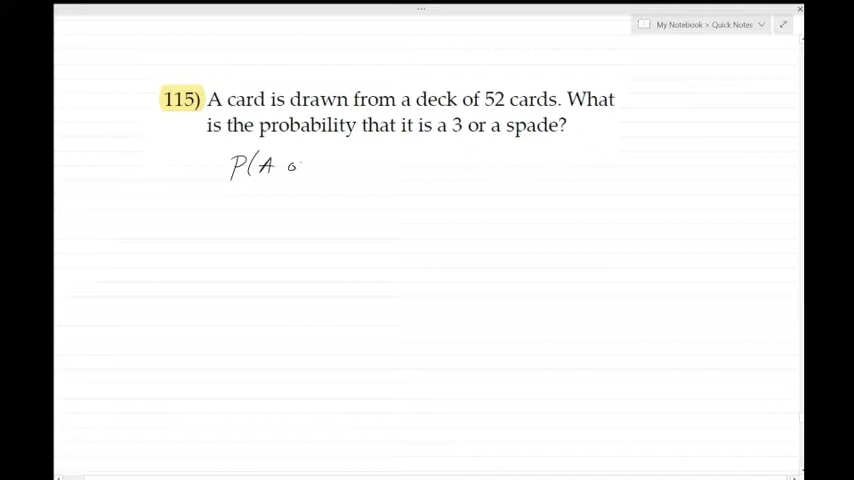 My Notebook > Quick Notes
115) A card is drawn from a deck of 52 cards. What
is the probability that it is a 3 or a spade?
P(A o